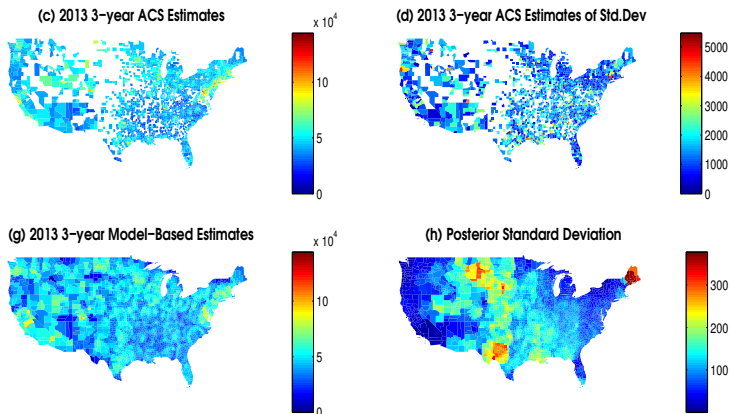 (c) 2013 3−year ACS Estimates
x 10^4
10
5
0
(d) 2013 3−year ACS Estimates of Std.Dev
5000
4000
3000
2000
1000
0
(g) 2013 3−year Model−Based Estimates
x 10^4
10
5
0
(h) Posterior Standard Deviation
300
200
100